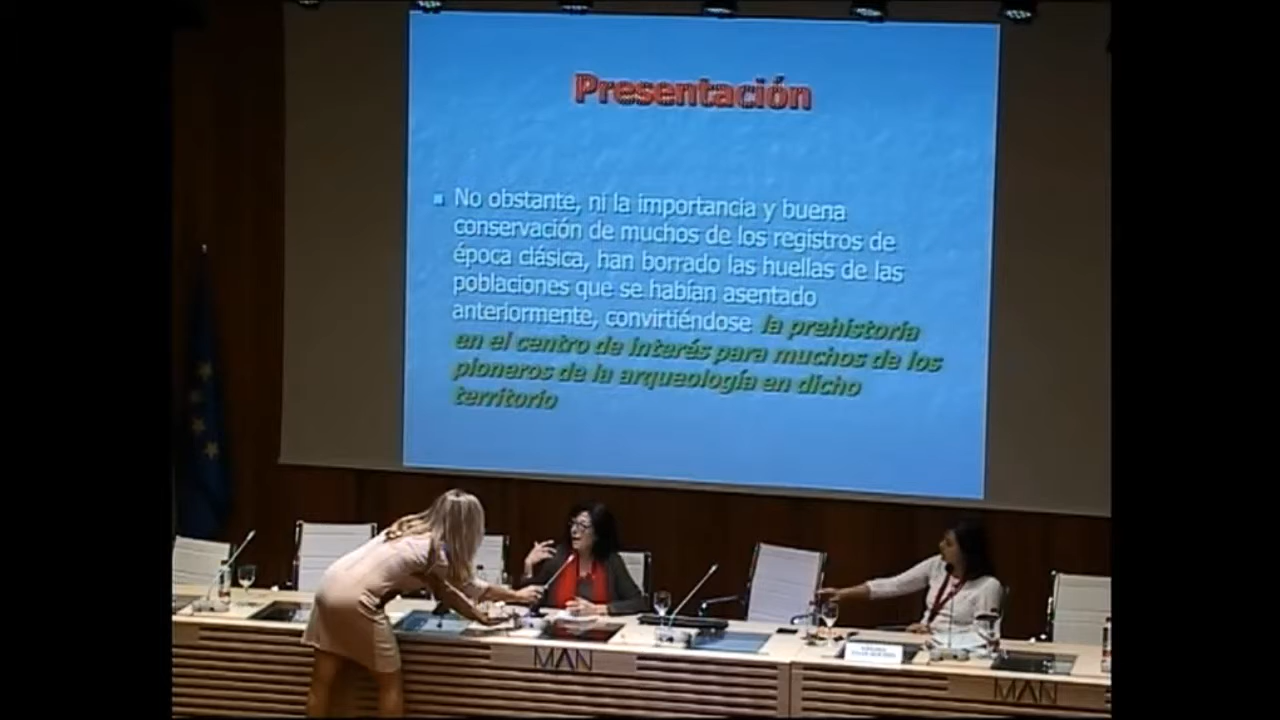 Presentación
No obstante, ni la importancia y buena
conservación de muchos de los registros de
época clásica, han borrado las huellas de las
poblaciones que se habían asentado
anteriormente, convirtiéndose la prehistoria
en el centro de interés para muchos de los
pioneros de la arqueología en dicho
territorio
MAN
MAN